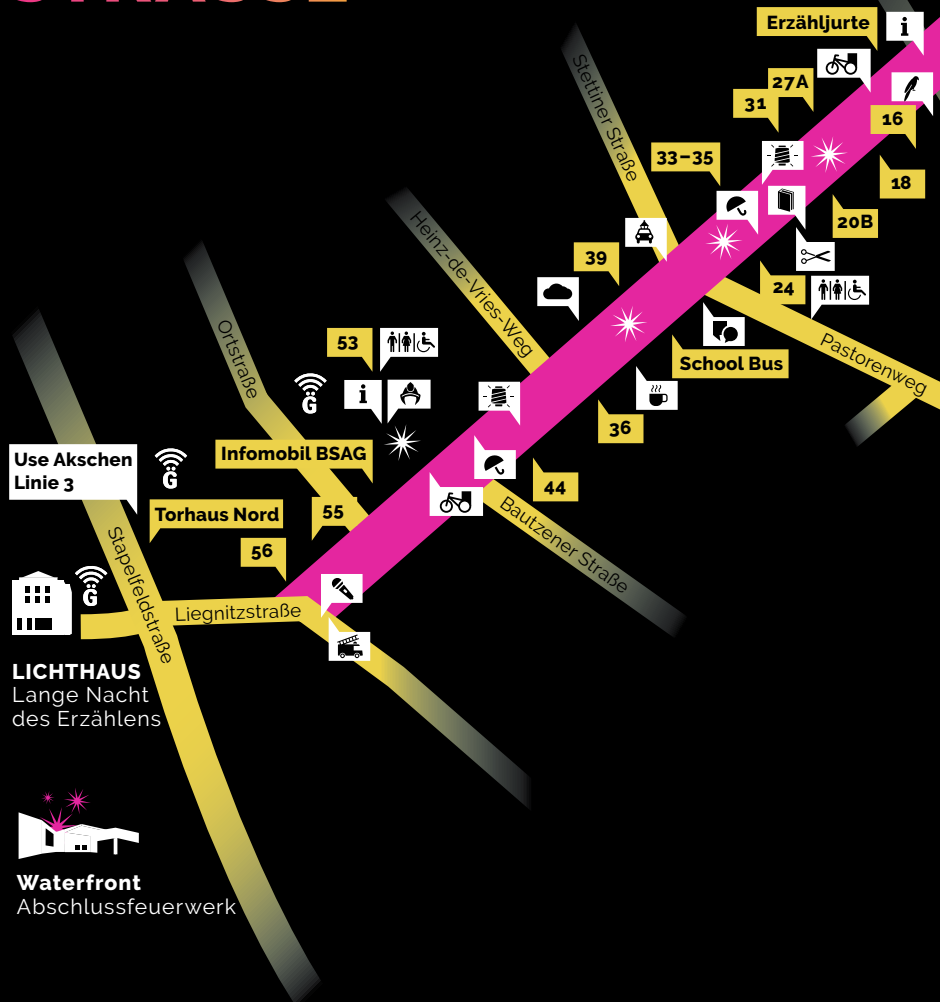 Erzähljurte
i
27A
31
16
Stettiner Straße
33–35
18
20B
39
24
Heinz-de-Vries-Weg
Ortstraße
53
School Bus
Pastorenweg
i
G
36
Infomobil BSAG
Use Akschen
Linie 3
G
44
Torhaus Nord
55
Bautzener Straße
56
Stapelfeldstraße
G
Liegnitzstraße
LICHTHAUS
Lange Nacht
des Erzählens
Waterfront
Abschlussfeuerwerk